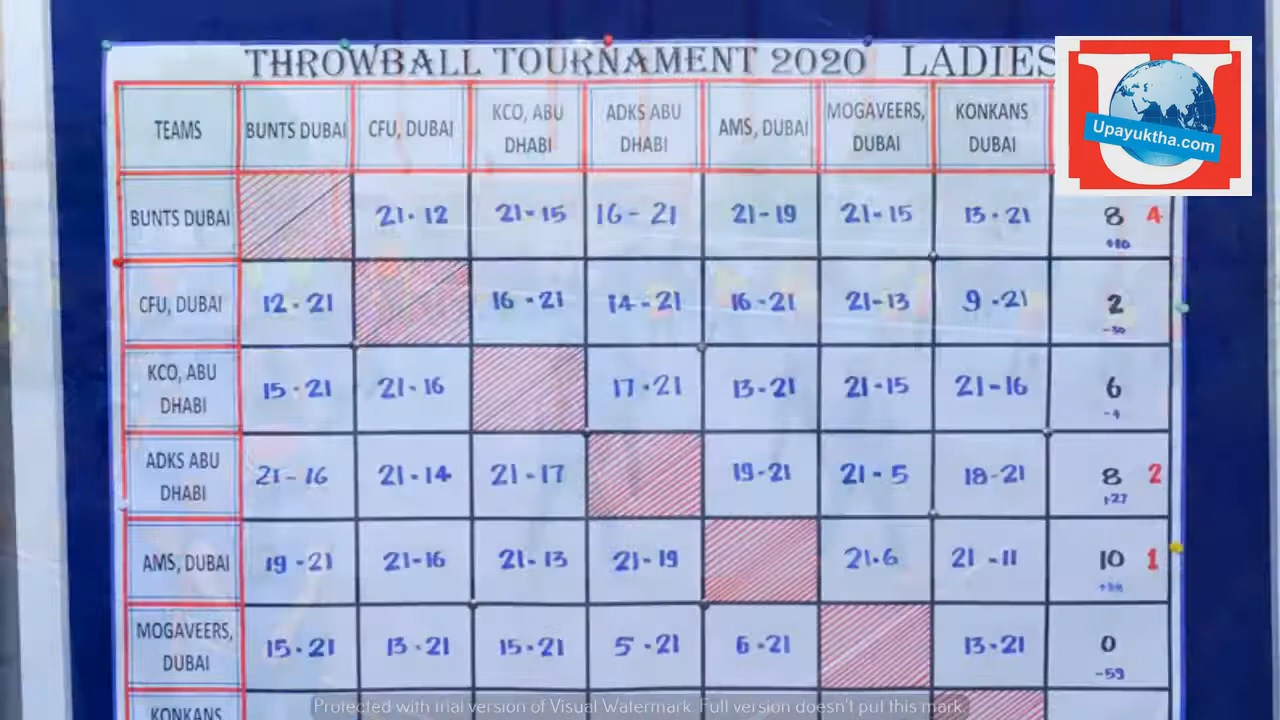 THROWBALL TOURNAMENT 2020 LADIES
Upayuktha.com
TEAMS BUNTS DUBAI CFU, DUBAI KCO, ABU DHABI ADKS ABU DHABI AMS, DUBAI MOGAVEERS, DUBAI KONKANS DUBAI
BUNTS DUBAI 21-12 21-15 16-21 21-19 21-15 13-21 8 4
+10
CFU, DUBAI 12-21 16-21 14-21 16-21 21-13 9-21 2
KCO, ABU DHABI 15-21 21-16 17-21 13-21 21-15 21-16 6
-4
ADKS ABU DHABI 21-16 21-14 21-17 19-21 21-5 18-21 8 2
+27
AMS, DUBAI 19-21 21-16 21-13 21-19 21-6 21-11 10 1
MOGAVEERS, DUBAI 15-21 13-21 15-21 5-21 6-21 13-21 0
-59
KONKANS
Protected with trial version of Visual Watermark. Full version doesn't put this mark.